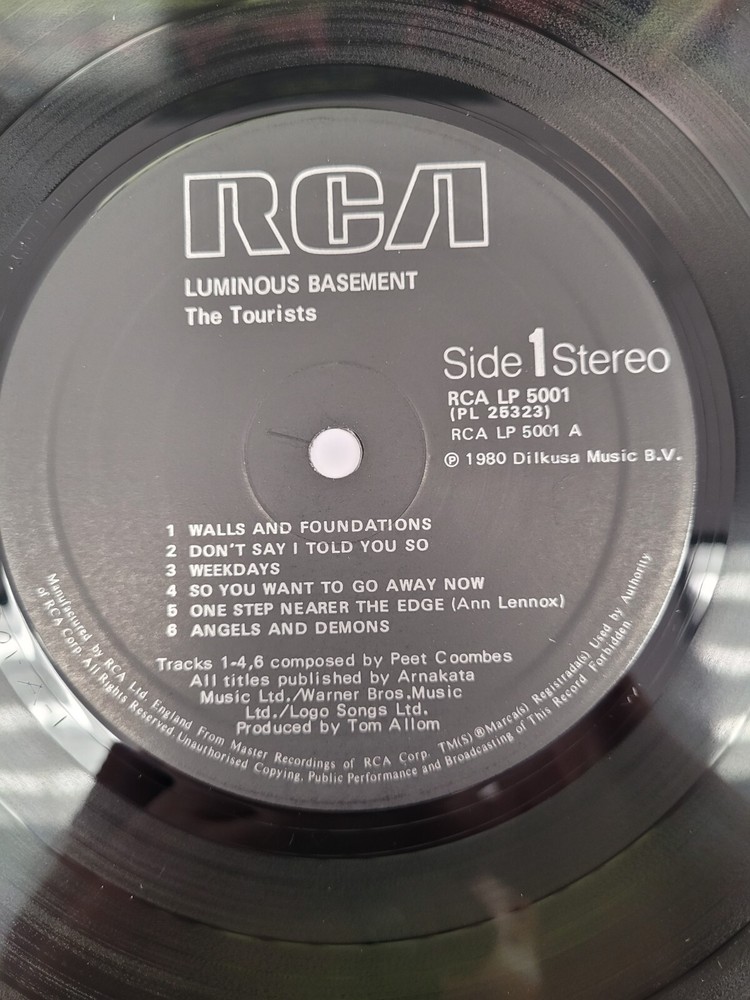 RCA
LUMINOUS BASEMENT
The Tourists
Side 1 Stereo
RCA LP 5001
(PL 25323)
RCA LP 5001 A
℗ 1980 Dilkusa Music B.V.
1 WALLS AND FOUNDATIONS
2 DON'T SAY I TOLD YOU SO
3 WEEKDAYS
4 SO YOU WANT TO GO AWAY NOW
5 ONE STEP NEARER THE EDGE (Ann Lennox)
6 ANGELS AND DEMONS
Tracks 1-4,6 composed by Peet Coombes
All titles published by Arnakata
Music Ltd./Warner Bros.Music
Ltd./Logo Songs Ltd.
Produced by Tom Allom
Manufactured by RCA Ltd. England From Master Recordings of RCA Corp. TM(S) ® Marca(s) Registrada(s) Used by Authority
of RCA Corp. All Rights Reserved. Unauthorised Copying, Public Performance and Broadcasting of This Record Forbidden.